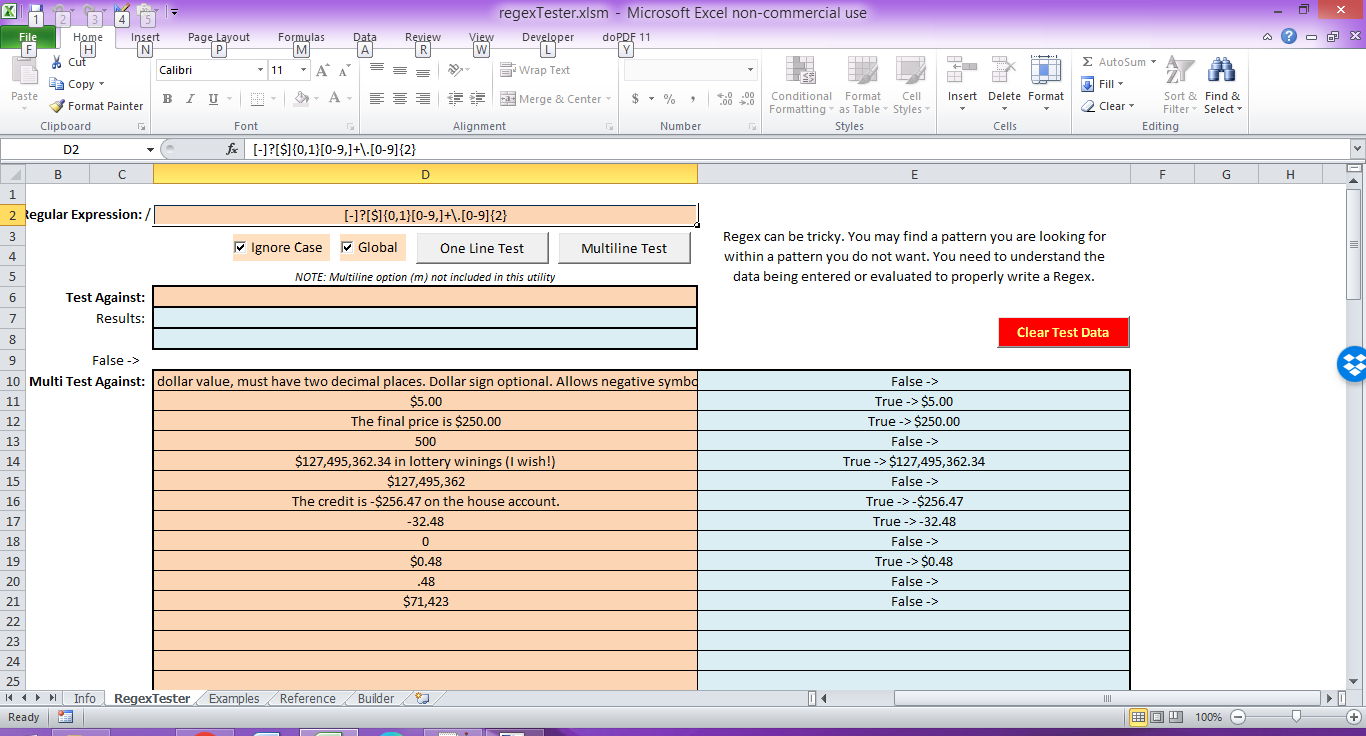 regexTester.xlsm - Microsoft Excel non-commercial use
1 2 3 4 5
File Home Insert Page Layout Formulas Data Review View Developer doPDF 11
F H N P M A R W L Y
Paste Cut Copy Format Painter
Calibri 11
B I U A
Wrap Text
Merge & Center
$ % , .00 .0
Conditional Formatting Format as Table Cell Styles
Insert Delete Format
Σ AutoSum Fill Clear
Sort & Filter Find & Select
Clipboard Font Alignment Number Styles Cells Editing
D2 fx [-]?[$]{0,1}[0-9,]+\.[0-9]{2}
B C D E F G H
1
2 Regular Expression: / [-]?[$]{0,1}[0-9,]+\.[0-9]{2}
3 Ignore Case Global One Line Test Multiline Test Regex can be tricky. You may find a pattern you are looking for
4 within a pattern you do not want. You need to understand the
5 NOTE: Multiline option (m) not included in this utility data being entered or evaluated to properly write a Regex.
6 Test Against:
7 Results:
8 Clear Test Data
9 False ->
10 Multi Test Against: dollar value, must have two decimal places. Dollar sign optional. Allows negative symbo False ->
11 $5.00 True -> $5.00
12 The final price is $250.00 True -> $250.00
13 500 False ->
14 $127,495,362.34 in lottery winings (I wish!) True -> $127,495,362.34
15 $127,495,362 False ->
16 The credit is -$256.47 on the house account. True -> -$256.47
17 -32.48 True -> -32.48
18 0 False ->
19 $0.48 True -> $0.48
20 .48 False ->
21 $71,423 False ->
22
23
24
25
Info RegexTester Examples Reference Builder
Ready 100%